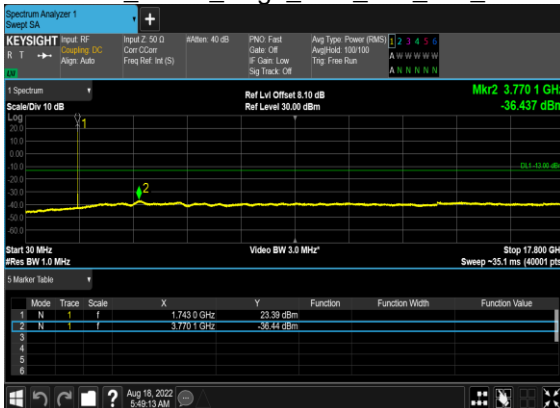 Spectrum Analyzer 1
Swept SA
+
KEYSIGHT Input: RF Input Z: 50 Ω #Atten: 40 dB PNO: Fast Avg Type: Power (RMS) 1 2 3 4 5 6
R T Coupling: DC Corr CCorr Gate: Off Avg|Hold: 100/100 A W W W W W
Align: Auto Freq Ref: Int (S) IF Gain: Low Trig: Free Run A N N N N N
Sig Track: Off
1 Spectrum Ref Lvl Offset 8.10 dB Mkr2 3.770 1 GHz
Scale/Div 10 dB Ref Level 30.00 dBm -36.437 dBm
Log
20.0
10.0
0.00
-10.0
-20.0
-30.0
-40.0
-50.0
-60.0
1
2
DL1 -13.00 dBm
Start 30 MHz Video BW 3.0 MHz* Stop 17.800 GHz
#Res BW 1.0 MHz Sweep ~35.1 ms (40001 pts)
5 Marker Table
Mode Trace Scale X Y Function Function Width Function Value
1 N 1 f 1.743 0 GHz 23.39 dBm
2 N 1 f 3.770 1 GHz -36.44 dBm
3
4
5
6
? Aug 18, 2022
5:49:13 AM